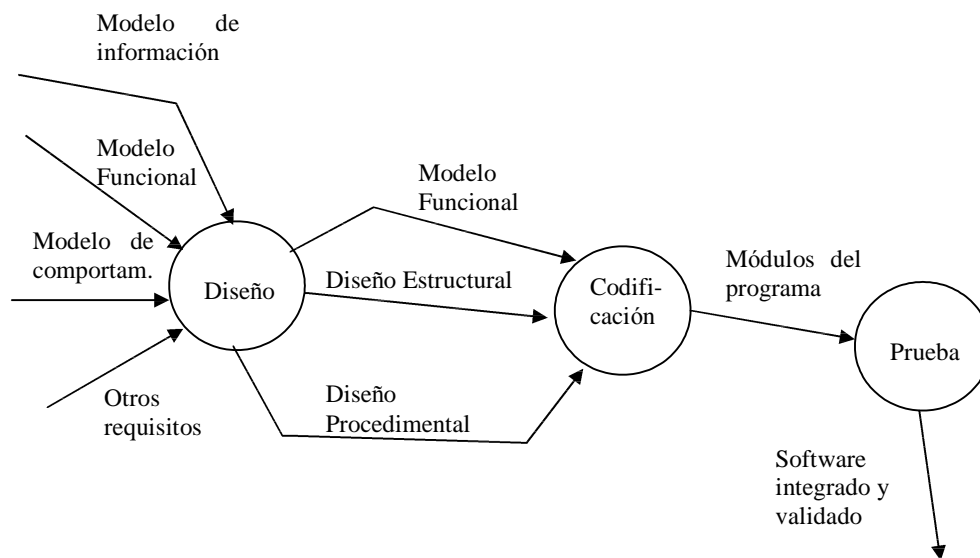 Modelo de
información
Modelo
Funcional
Modelo de
comportam.
Otros
requisitos
Diseño
Modelo
Funcional
Diseño Estructural
Diseño
Procedimental
Codifi-
cación
Módulos del
programa
Prueba
Software
integrado y
validado